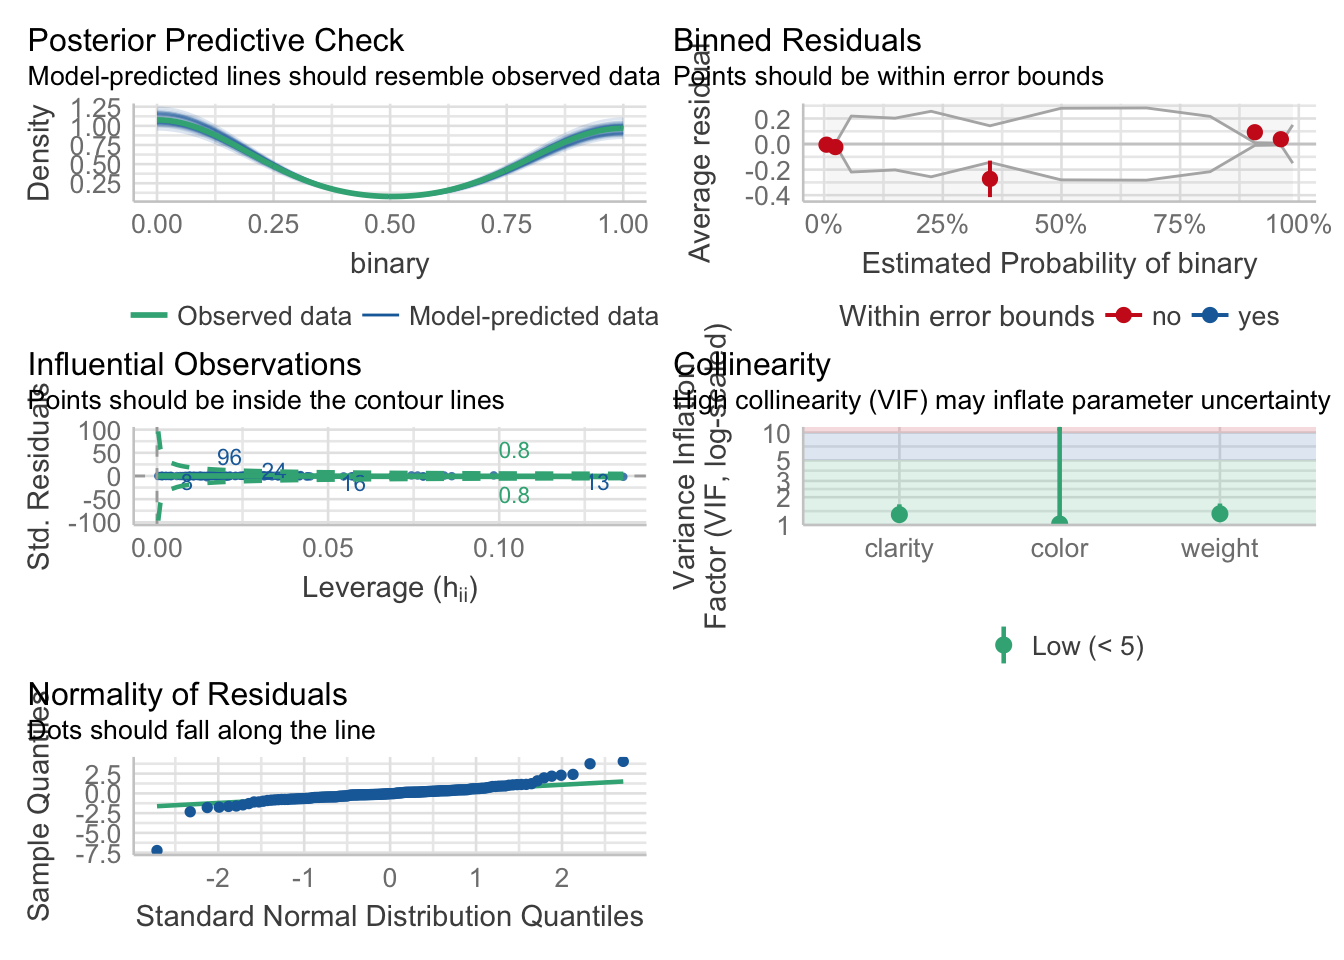 Posterior Predictive Check
Model-predicted lines should resemble observed data
Density
1.25
1.00
0.75
0.50
0.25
0.00
0.25
0.50
0.75
1.00
binary
Observed data
Model-predicted data
Binned Residuals
Points should be within error bounds
Average residual
0.2
0.0
-0.2
-0.4
0%
25%
50%
75%
100%
Estimated Probability of binary
Within error bounds
no
yes
Influential Observations
Points should be inside the contour lines
Std. Residuals
100
50
0
-50
-100
96
24
3
16
13
0.8
0.8
0.00
0.05
0.10
Leverage (hii)
Collinearity
High collinearity (VIF) may inflate parameter uncertainty
Variance Inflation
Factor (VIF, log-scaled)
10
5
3
2
1
clarity
color
weight
Low (< 5)
Normality of Residuals
Dots should fall along the line
Sample Quantiles
2.5
0.0
-2.5
-5.0
-7.5
-2
-1
0
1
2
Standard Normal Distribution Quantiles